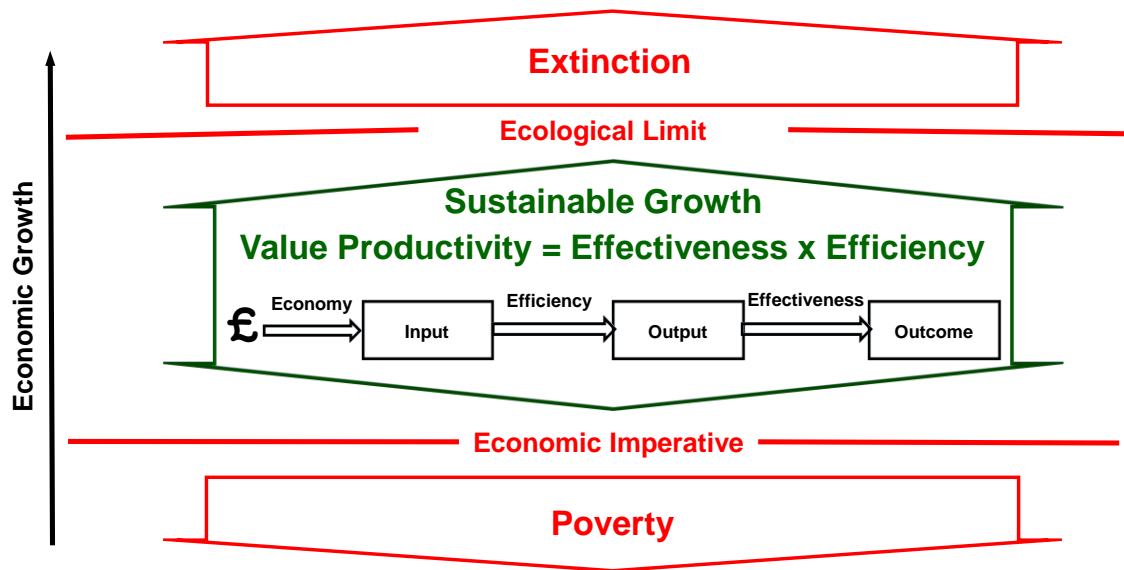 Extinction
Ecological Limit
Economic Growth
Sustainable Growth
Value Productivity = Effectiveness x Efficiency
£
Economy
Input
Efficiency
Output
Effectiveness
Outcome
Economic Imperative
Poverty